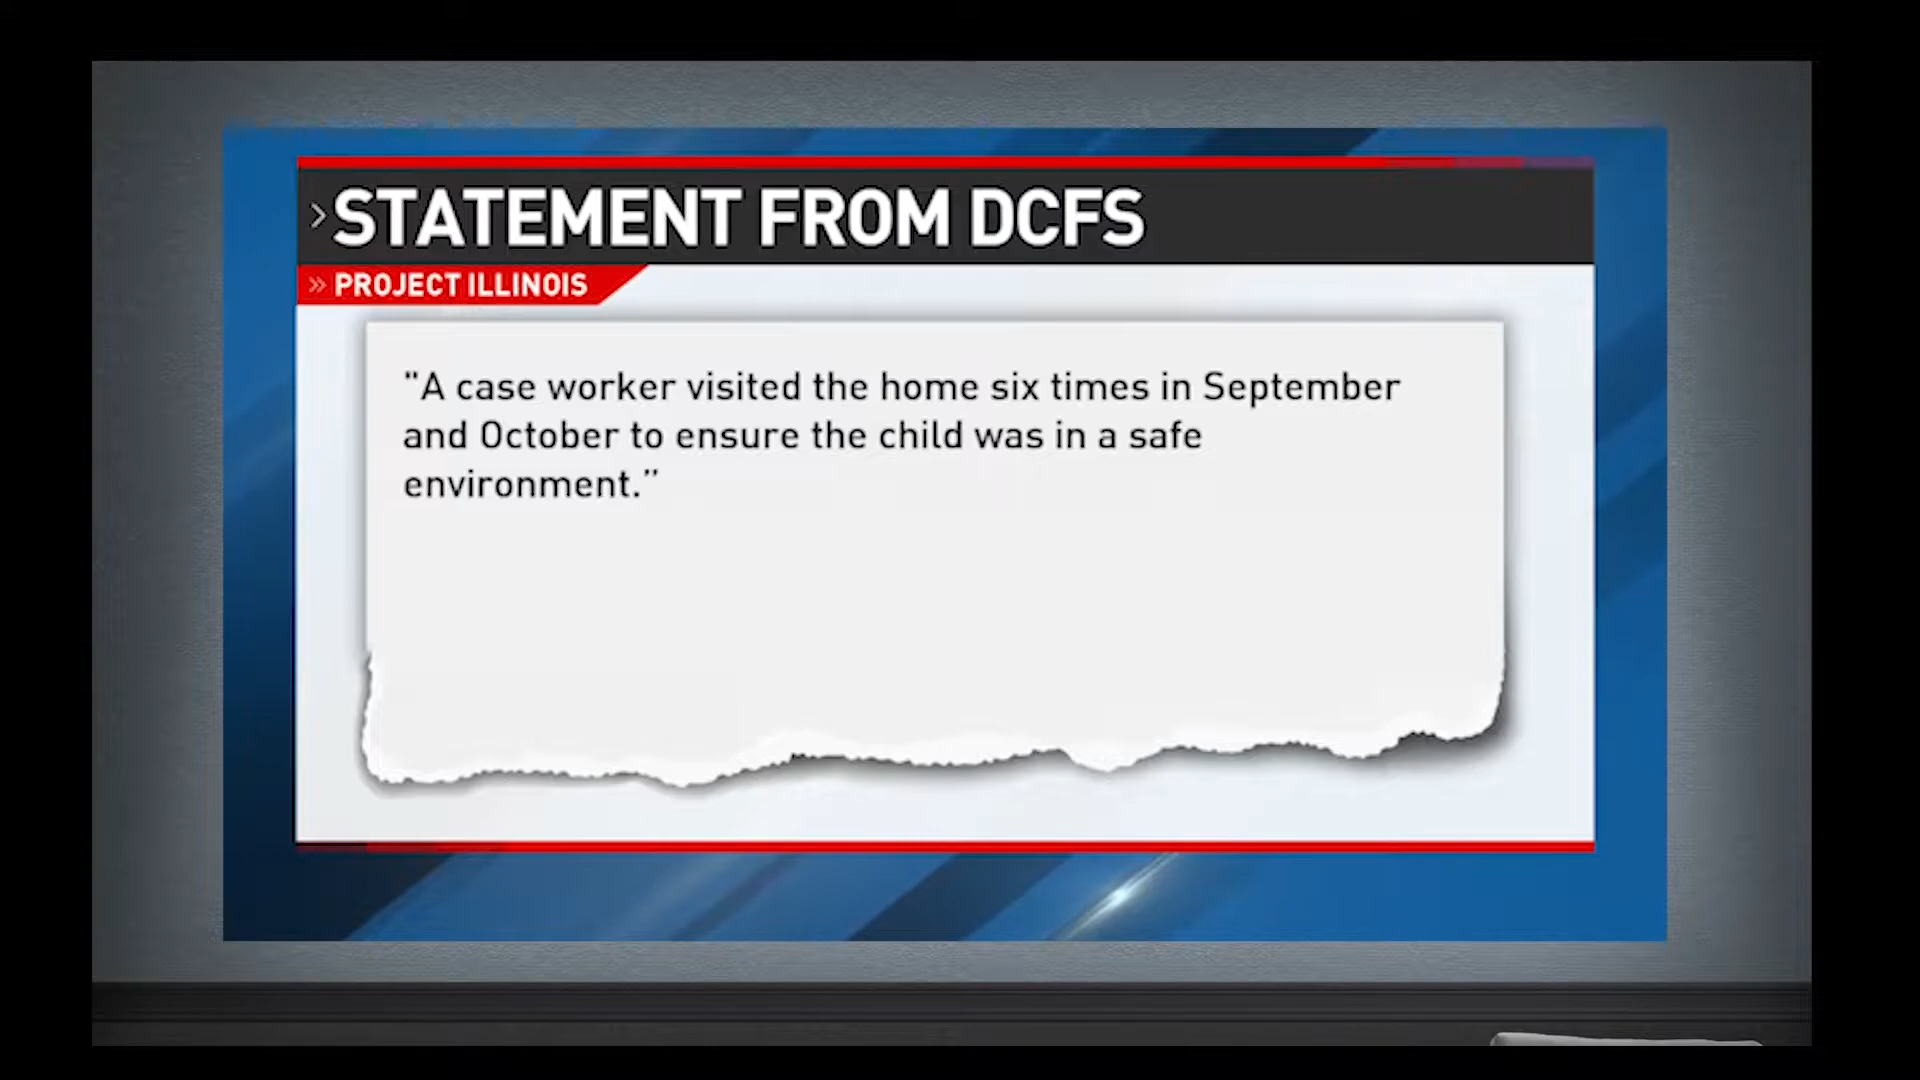 STATEMENT FROM DCFS
PROJECT ILLINOIS
"A case worker visited the home six times in September
and October to ensure the child was in a safe
environment.”